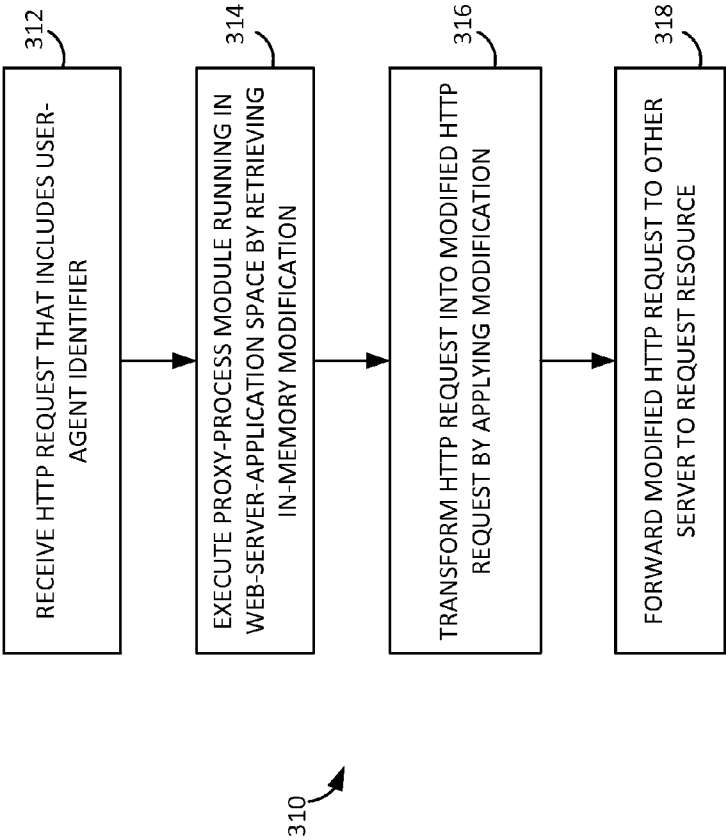 312
RECEIVE HTTP REQUEST THAT INCLUDES USER-
AGENT IDENTIFIER
314
EXECUTE PROXY-PROCESS MODULE RUNNING IN
WEB-SERVER-APPLICATION SPACE BY RETRIEVING
IN-MEMORY MODIFICATION
316
TRANSFORM HTTP REQUEST INTO MODIFIED HTTP
REQUEST BY APPLYING MODIFICATION
318
FORWARD MODIFIED HTTP REQUEST TO OTHER
SERVER TO REQUEST RESOURCE
310